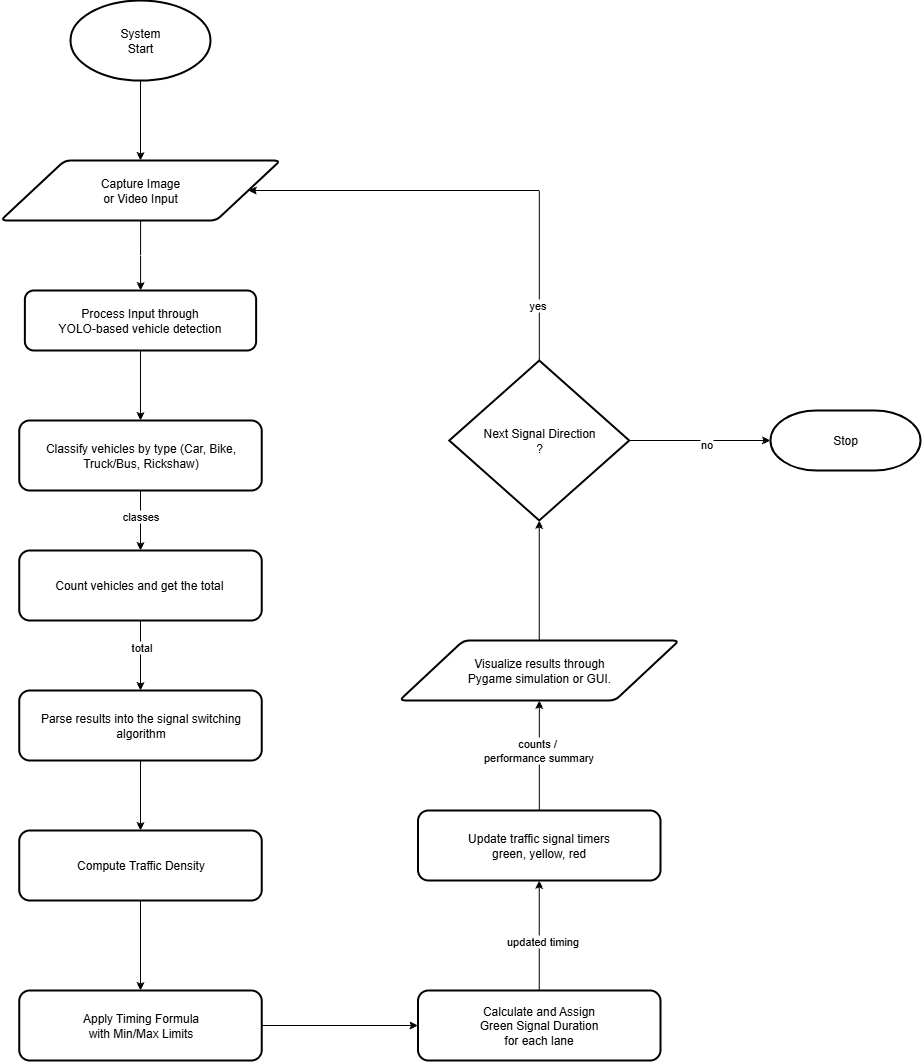 System
Start
Capture Image
or Video Input
Process Input through
YOLO-based vehicle detection
Classify vehicles by type (Car, Bike,
Truck/Bus, Rickshaw)
classes
Count vehicles and get the total
total
Parse results into the signal switching
algorithm
Compute Traffic Density
Apply Timing Formula
with Min/Max Limits
Calculate and Assign
Green Signal Duration
for each lane
updated timing
Update traffic signal timers
green, yellow, red
counts /
performance summary
Visualize results through
Pygame simulation or GUI.
Next Signal Direction
?
yes
no
Stop